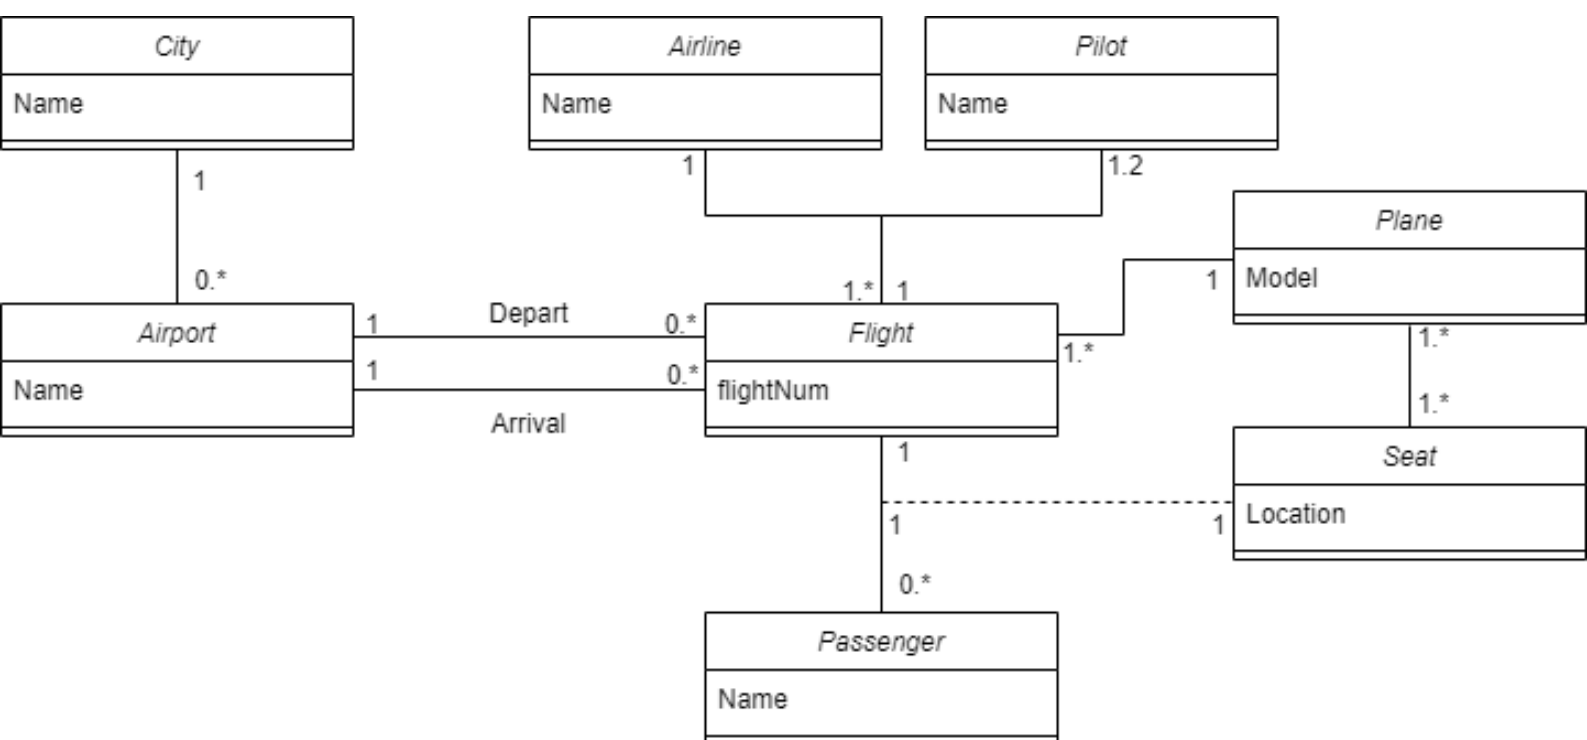 City
Name
Airline
Name
Pilot
Name
1
1
1.2
Plane
Model
0.*
1.*
1
1
Airport
Name
1
Depart
0.*
1
Arrival
0.*
Flight
flightNum
1.*
1.*
1.*
Seat
Location
1
1
1
0.*
Passenger
Name